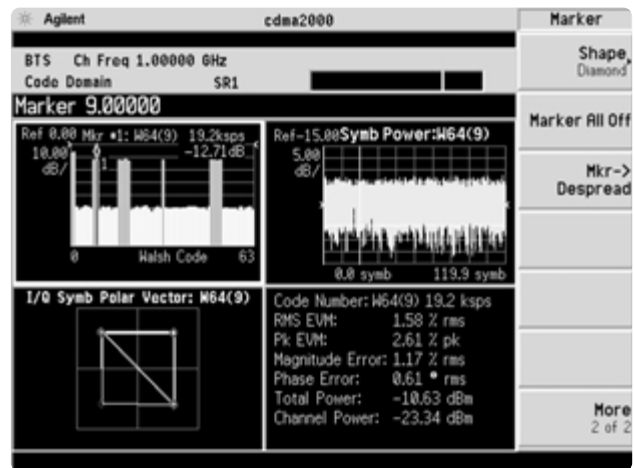 Agilent
cdma2000
Marker
BTS Ch Freq 1.00000 GHz
Code Domain SR1
Marker 9.00000
Ref 0.00 Mkr #1: W64(9) 19.2ksps
10.00 -12.71dB
dB/
1
0 Walsh Code 63
Ref-15.00 Symb Power:W64(9)
5.00
dB/
0.0 symb 119.9 symb
I/Q Symb Polar Vector: W64(9)
Code Number: W64(9) 19.2 ksps
RMS EVM: 1.58 % rms
Pk EVM: 2.61 % pk
Magnitude Error: 1.17 % rms
Phase Error: 0.61 ° rms
Total Power: -10.63 dBm
Channel Power: -23.34 dBm
Shape
Diamond
Marker All Off
Mkr->
Despread
More
2 of 2